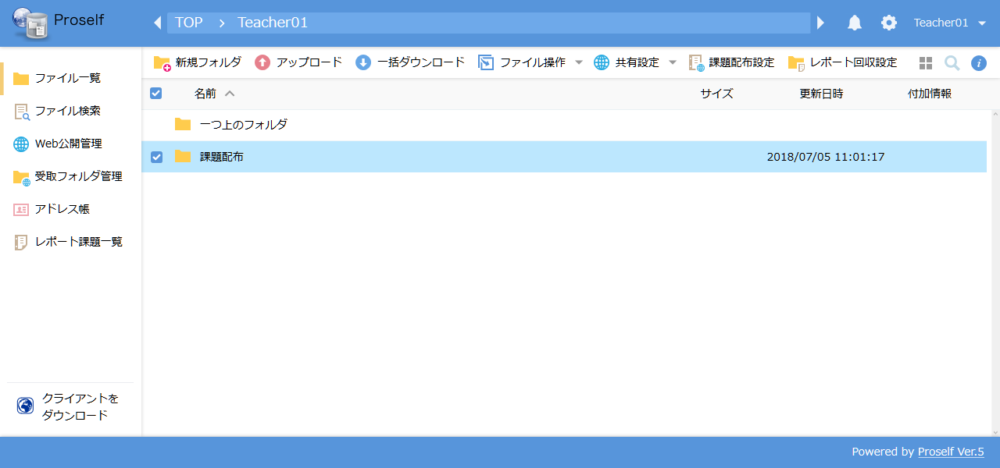 Proself
TOP > Teacher01
Teacher01
新規フォルダ アップロード 一括ダウンロード ファイル操作 共有設定 課題配布設定 レポート回収設定
ファイル一覧
ファイル検索
Web公開管理
受取フォルダ管理
アドレス帳
レポート課題一覧
クライアントを
ダウンロード
名前 サイズ 更新日時 付加情報
一つ上のフォルダ
課題配布 2018/07/05 11:01:17
Powered by Proself Ver.5